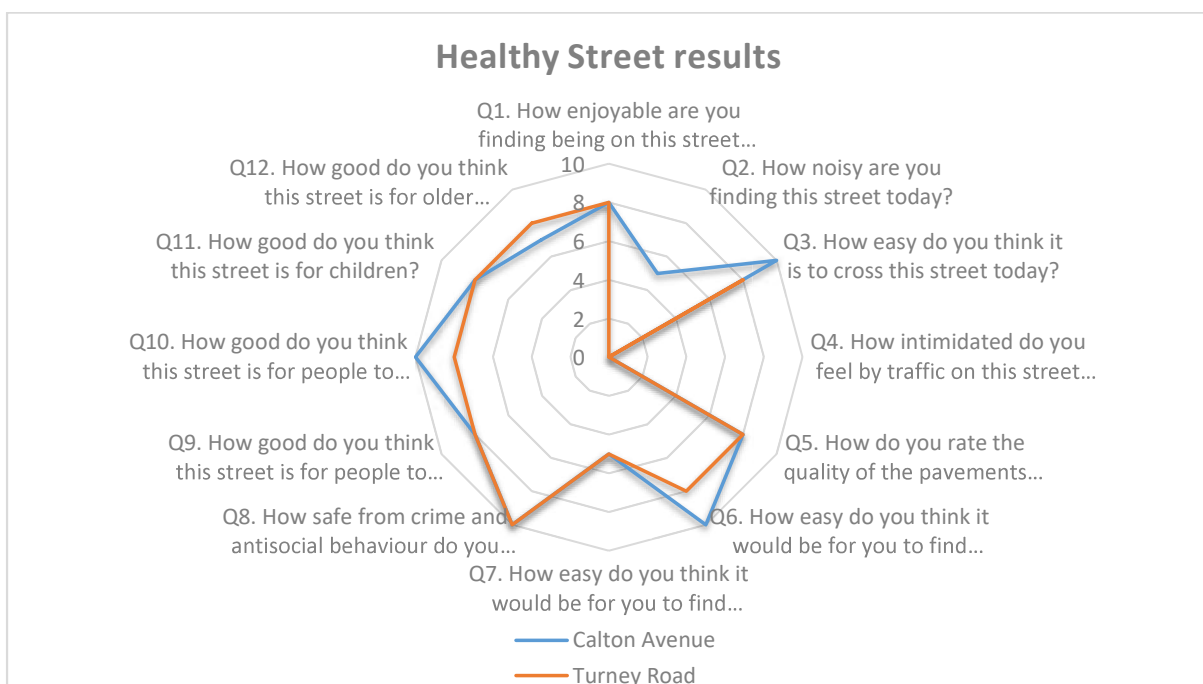 Healthy Street results
Q1. How enjoyable are you
finding being on this street...
Q2. How noisy are you
finding this street today?
Q3. How easy do you think it
is to cross this street today?
Q4. How intimidated do you
feel by traffic on this street...
Q5. How do you rate the
quality of the pavements...
Q6. How easy do you think it
would be for you to find...
Q7. How easy do you think it
would be for you to find...
Q8. How safe from crime and
antisocial behaviour do you...
Q9. How good do you think
this street is for people to...
Q10. How good do you think
this street is for people to...
Q11. How good do you think
this street is for children?
Q12. How good do you think
this street is for older...
10
8
6
4
2
0
Calton Avenue
Turney Road